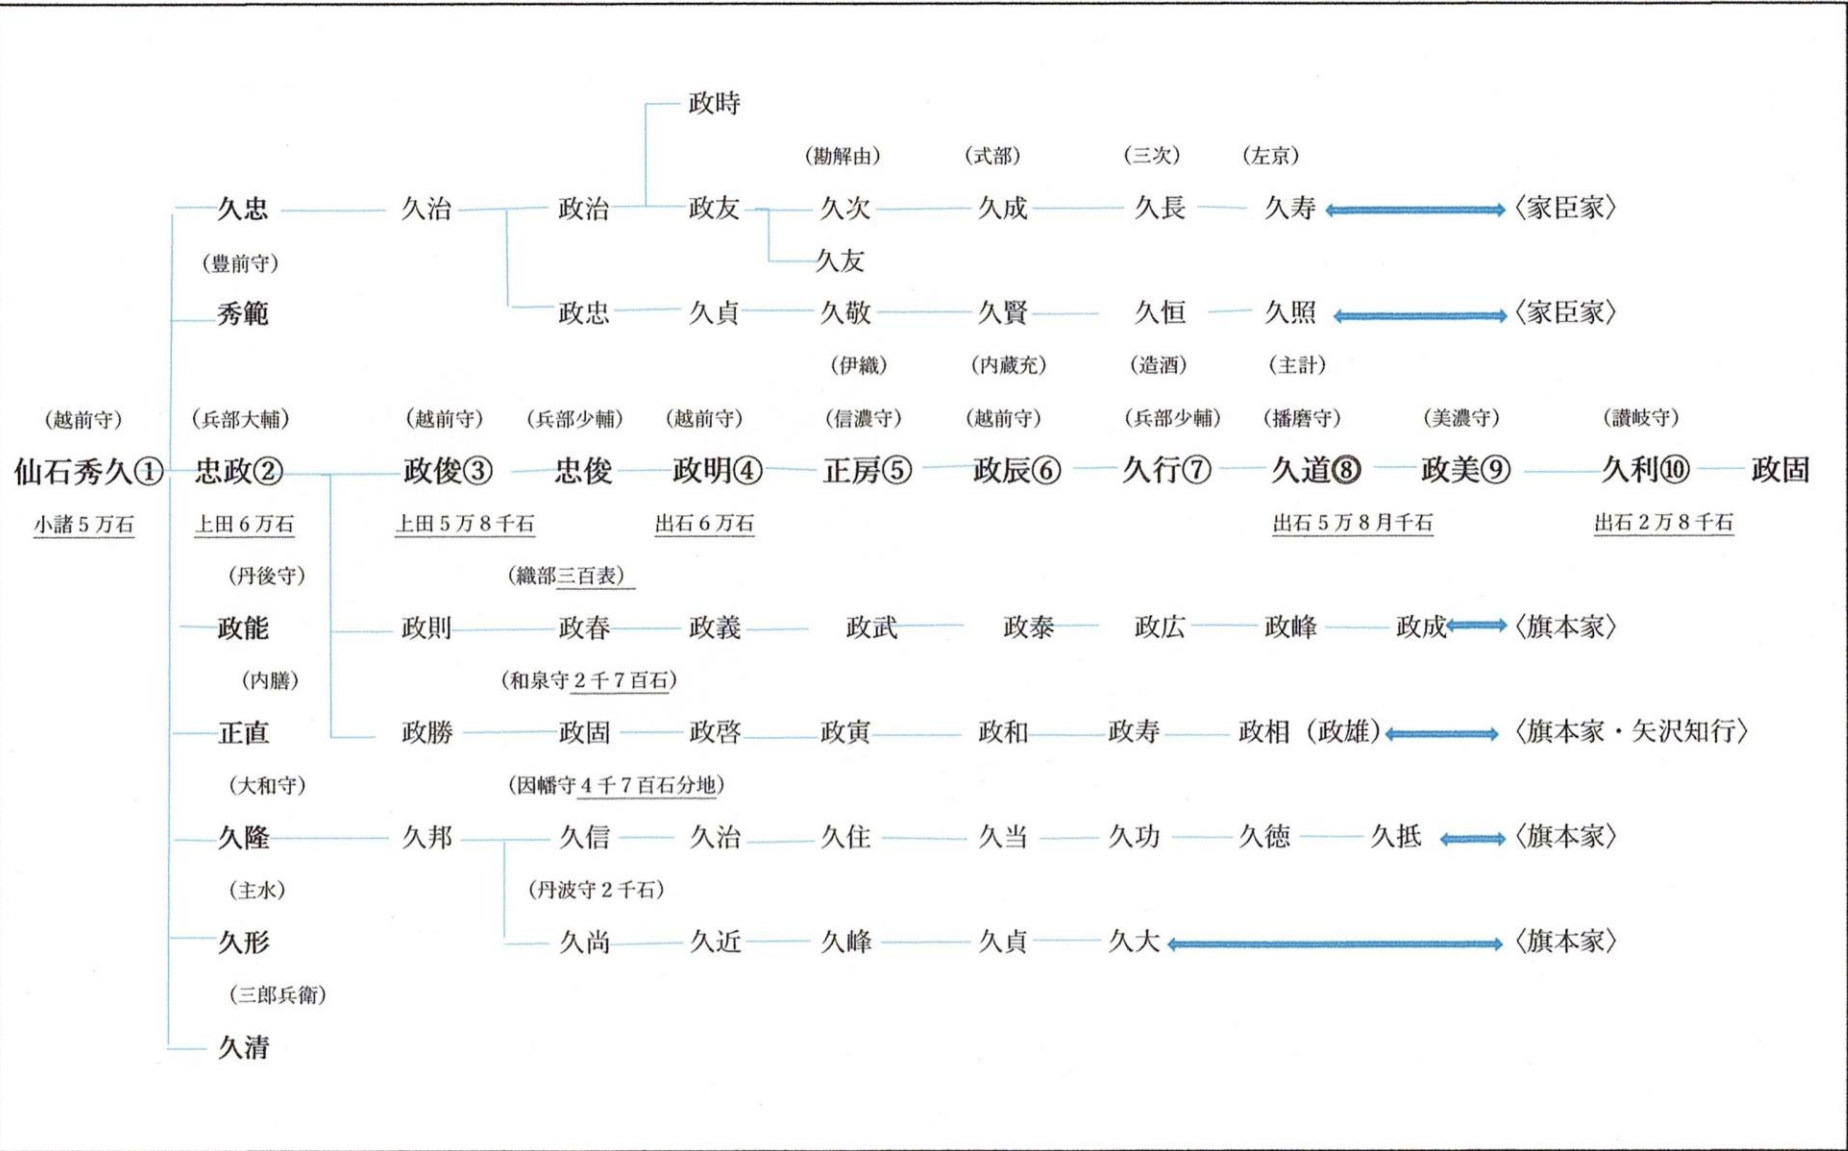 政時
（勘解由） （式部） （三次） （左京）
久忠 久治 政治 政友 久次 久成 久長 久寿 〈家臣家〉
（豊前守） 久友
秀範 政忠 久貞 久敬 久賢 久恒 久照 〈家臣家〉
（伊織） （内蔵充） （造酒） （主計）
（越前守） （兵部大輔） （越前守） （兵部少輔） （越前守） （信濃守） （越前守） （兵部少輔） （播磨守） （美濃守） （讃岐守）
仙石秀久① 忠政② 政俊③ 忠俊 政明④ 正房⑤ 政辰⑥ 久行⑦ 久道⑧ 政美⑨ 久利⑩ 政固
小諸５万石 上田６万石 上田５万８千石 出石６万石 出石５万８月千石 出石２万８千石
（丹後守） （織部三百表）
政能 政則 政春 政義 政武 政泰 政広 政峰 政成 〈旗本家〉
（内膳） （和泉守２千７百石）
正直 政勝 政固 政啓 政寅 政和 政寿 政相（政雄） 〈旗本家・矢沢知行〉
（大和守） （因幡守４千７百石分地）
久隆 久邦 久信 久治 久住 久当 久功 久徳 久抵 〈旗本家〉
（主水） （丹波守２千石）
久形 久尚 久近 久峰 久貞 久大 〈旗本家〉
（三郎兵衛）
久清